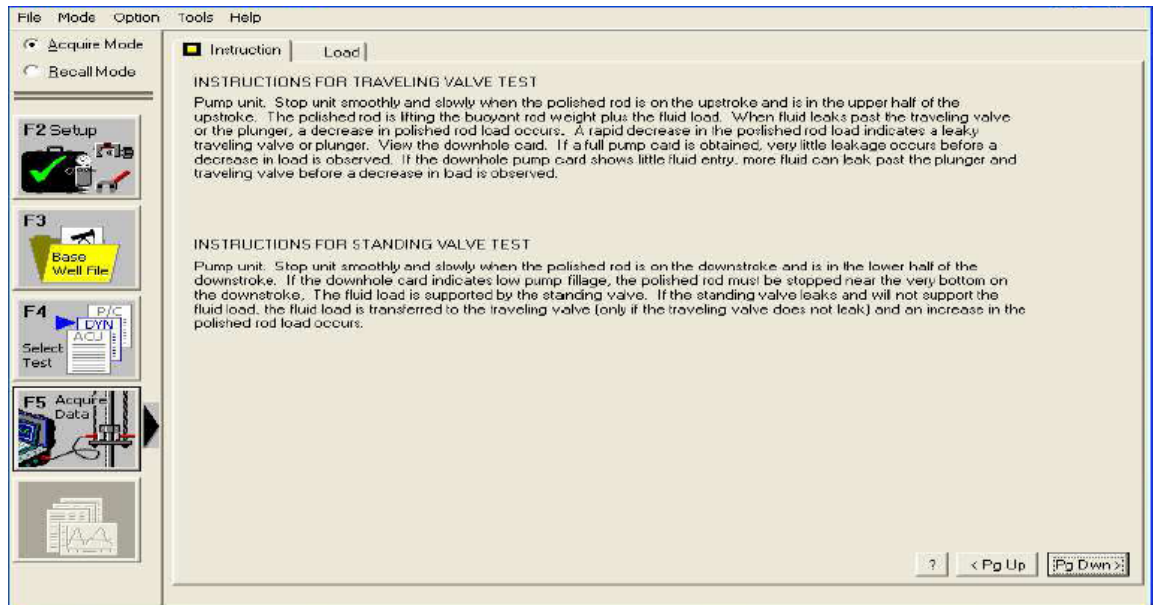 File Mode Option Tools Help
Acquire Mode
Recall Mode
Instruction
Load
INSTRUCTIONS FOR TRAVELING VALVE TEST
Pump unit. Stop unit smoothly and slowly when the polished rod is on the upstroke and is in the upper half of the
upstroke. The polished rod is lifting the buoyant rod weight plus the fluid load. When fluid leaks past the traveling valve
or the plunger, a decrease in polished rod load occurs. A rapid decrease in the poslished rod load indicates a leaky
traveling valve or plunger. View the downhole card. If a full pump card is obtained, very little leakage occurs before a
decrease in load is observed. If the downhole pump card shows little fluid entry, more fluid can leak past the plunger and
traveling valve before a decrease in load is observed.
INSTRUCTIONS FOR STANDING VALVE TEST
Pump unit. Stop unit smoothly and slowly when the polished rod is on the downstroke and is in the lower half of the
downstroke. If the downhole card indicates low pump fillage, the polished rod must be stopped near the very bottom on
the downstroke, The fluid load is supported by the standing valve. If the standing valve leaks and will not support the
fluid load, the fluid load is transferred to the traveling valve (only if the traveling valve does not leak) and an increase in the
polished rod load occurs.
F2 Setup
F3
Base
Well File
F4
P/C
DYN
ACU
Select
Test
F5 Acquire
Data
? < Pg Up Pg Dwn >